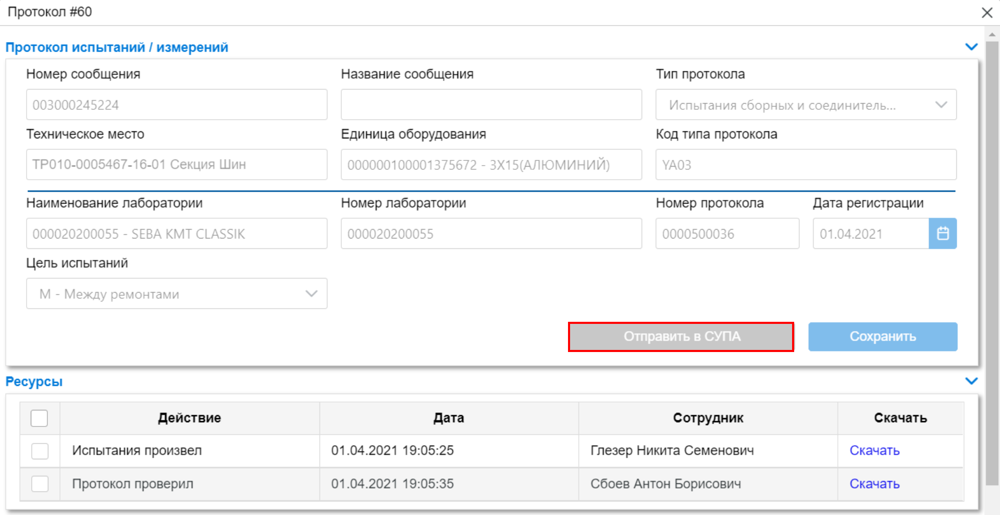 Протокол #60
Протокол испытаний / измерений
Номер сообщения Название сообщения Тип протокола
003000245224 Испытания сборных и соединитель...
Техническое место Единица оборудования Код типа протокола
TP010-0005467-16-01 Секция Шин 000000100001375672 - 3X15(АЛЮМИНИЙ) YA03
Наименование лаборатории Номер лаборатории Номер протокола Дата регистрации
000020200055 - SEBA KMT CLASSIK 000020200055 0000500036 01.04.2021
Цель испытаний
М - Между ремонтами
Отправить в СУПА Сохранить
Ресурсы
Действие Дата Сотрудник Скачать
Испытания произвел 01.04.2021 19:05:25 Глезер Никита Семенович Скачать
Протокол проверил 01.04.2021 19:05:35 Сбоев Антон Борисович Скачать